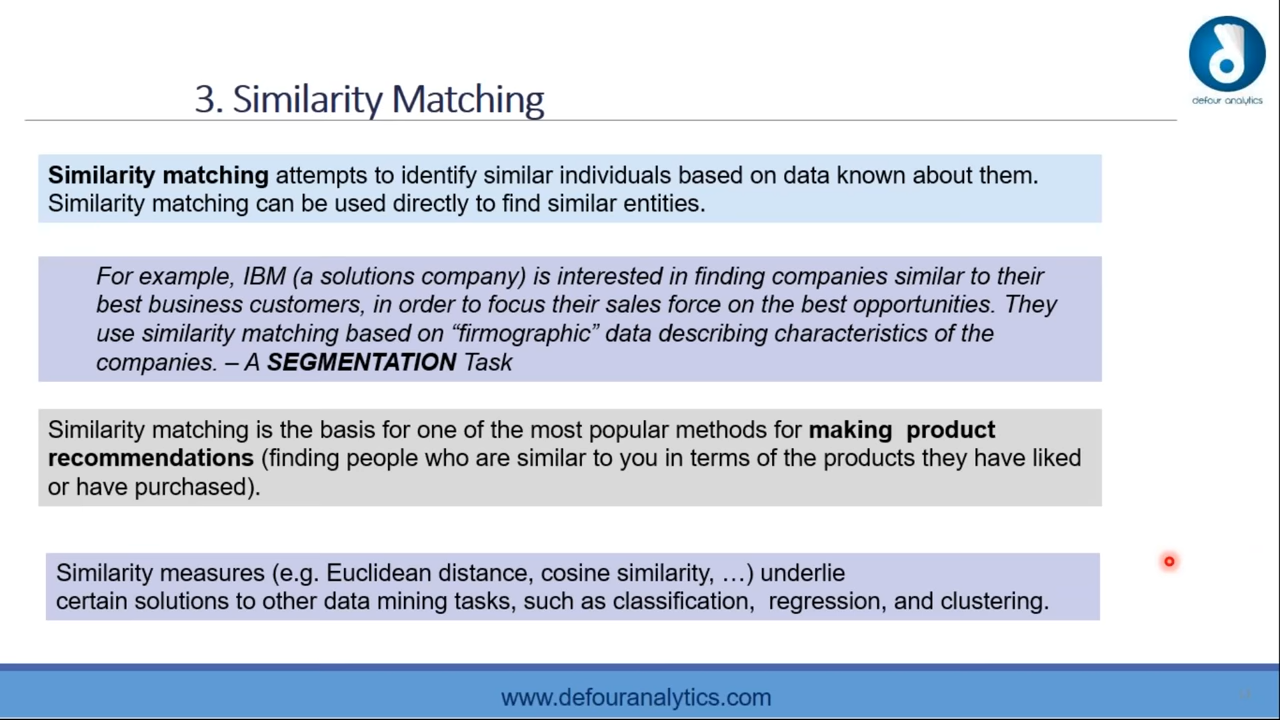 defour analytics
3. Similarity Matching
Similarity matching attempts to identify similar individuals based on data known about them.
Similarity matching can be used directly to find similar entities.
For example, IBM (a solutions company) is interested in finding companies similar to their
best business customers, in order to focus their sales force on the best opportunities. They
use similarity matching based on “firmographic” data describing characteristics of the
companies. – A SEGMENTATION Task
Similarity matching is the basis for one of the most popular methods for making  product
recommendations (finding people who are similar to you in terms of the products they have liked
or have purchased).
Similarity measures (e.g. Euclidean distance, cosine similarity, …) underlie
certain solutions to other data mining tasks, such as classification,  regression, and clustering.
www.defouranalytics.com